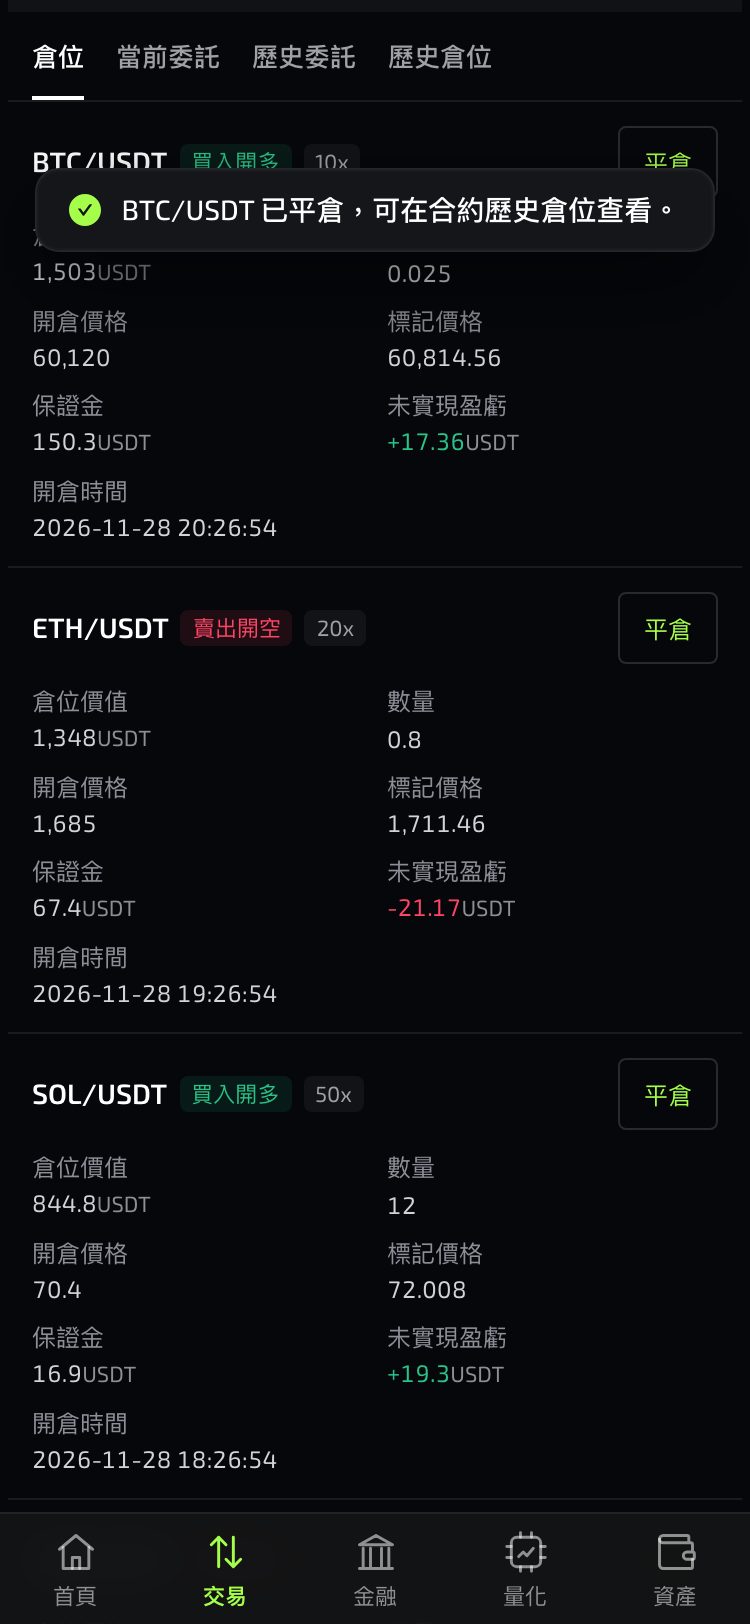 倉位 當前委託 歷史委託 歷史倉位
BTC/USDT 買入開多 10x 平倉
BTC/USDT 已平倉，可在合約歷史倉位查看。
1,503USDT 0.025
開倉價格 標記價格
60,120 60,814.56
保證金 未實現盈虧
150.3USDT +17.36USDT
開倉時間
2026-11-28 20:26:54
ETH/USDT 賣出開空 20x 平倉
倉位價值 數量
1,348USDT 0.8
開倉價格 標記價格
1,685 1,711.46
保證金 未實現盈虧
67.4USDT -21.17USDT
開倉時間
2026-11-28 19:26:54
SOL/USDT 買入開多 50x 平倉
倉位價值 數量
844.8USDT 12
開倉價格 標記價格
70.4 72.008
保證金 未實現盈虧
16.9USDT +19.3USDT
開倉時間
2026-11-28 18:26:54
首頁 交易 金融 量化 資產